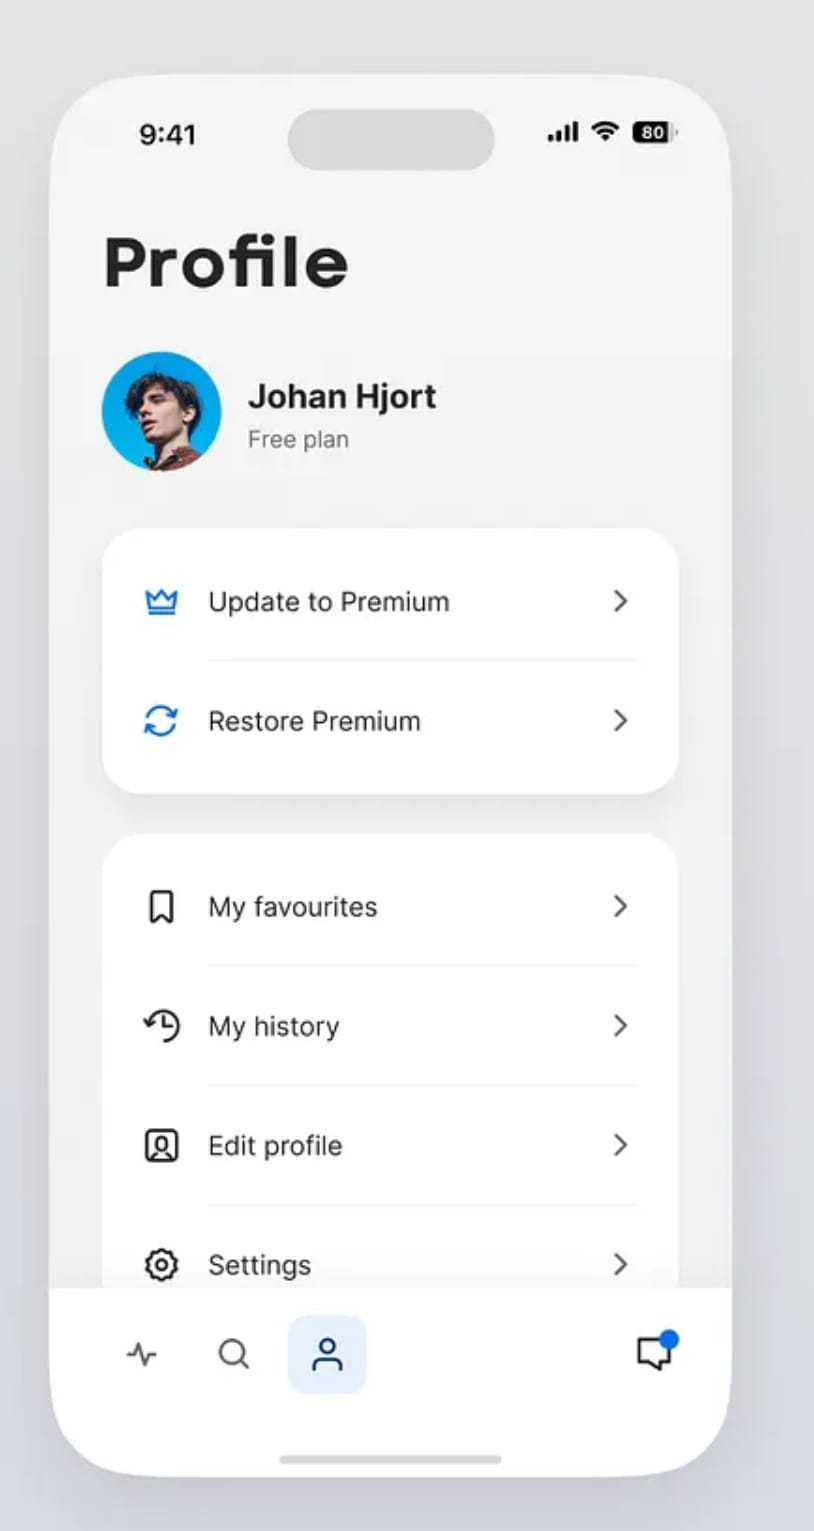 9:41
80
Profile
Johan Hjort
Free plan
Update to Premium
Restore Premium
My favourites
My history
Edit profile
Settings